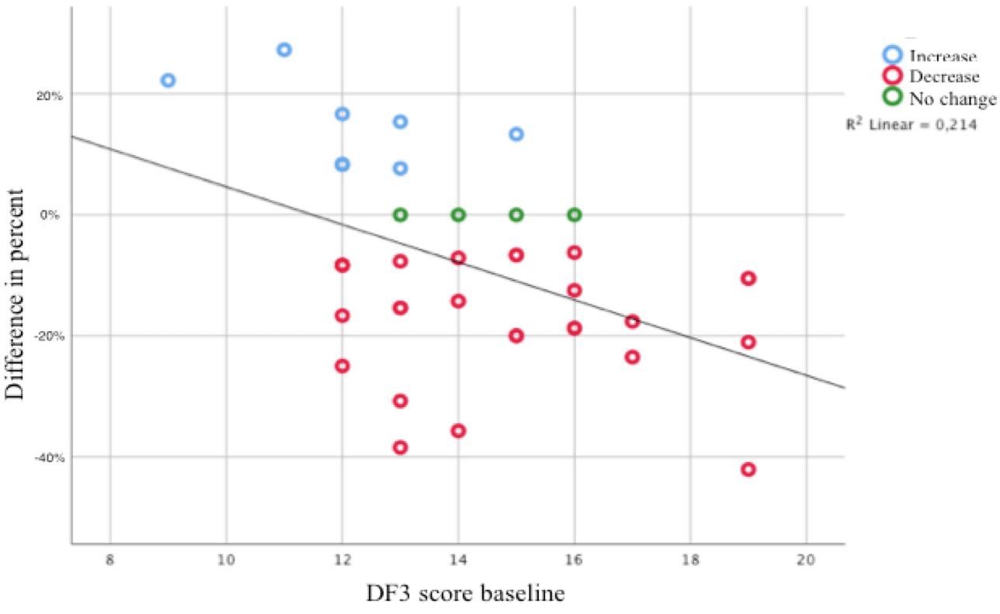 Increase
Decrease
No change
R² Linear = 0,214
20%
0%
-20%
-40%
Difference in percent
8 10 12 14 16 18 20
DF3 score baseline